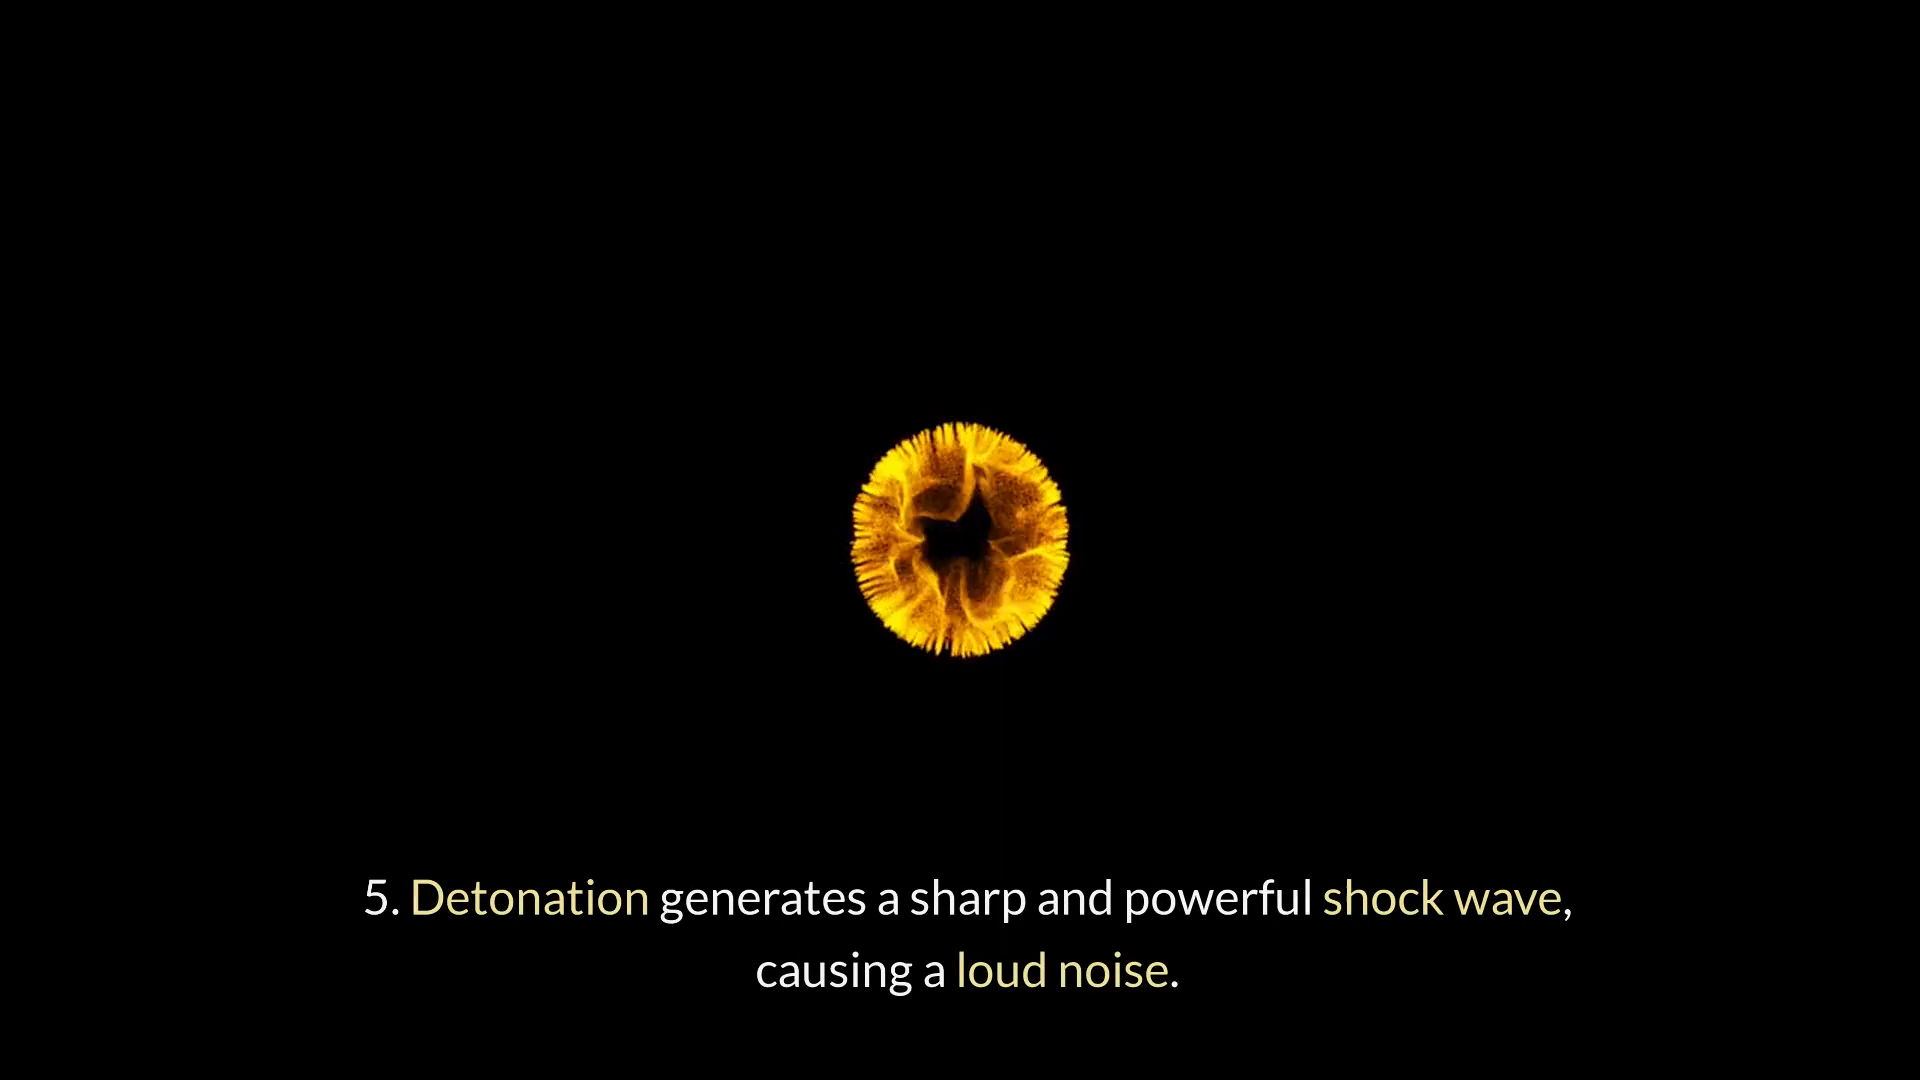 5. Detonation generates a sharp and powerful shock wave,
causing a loud noise.